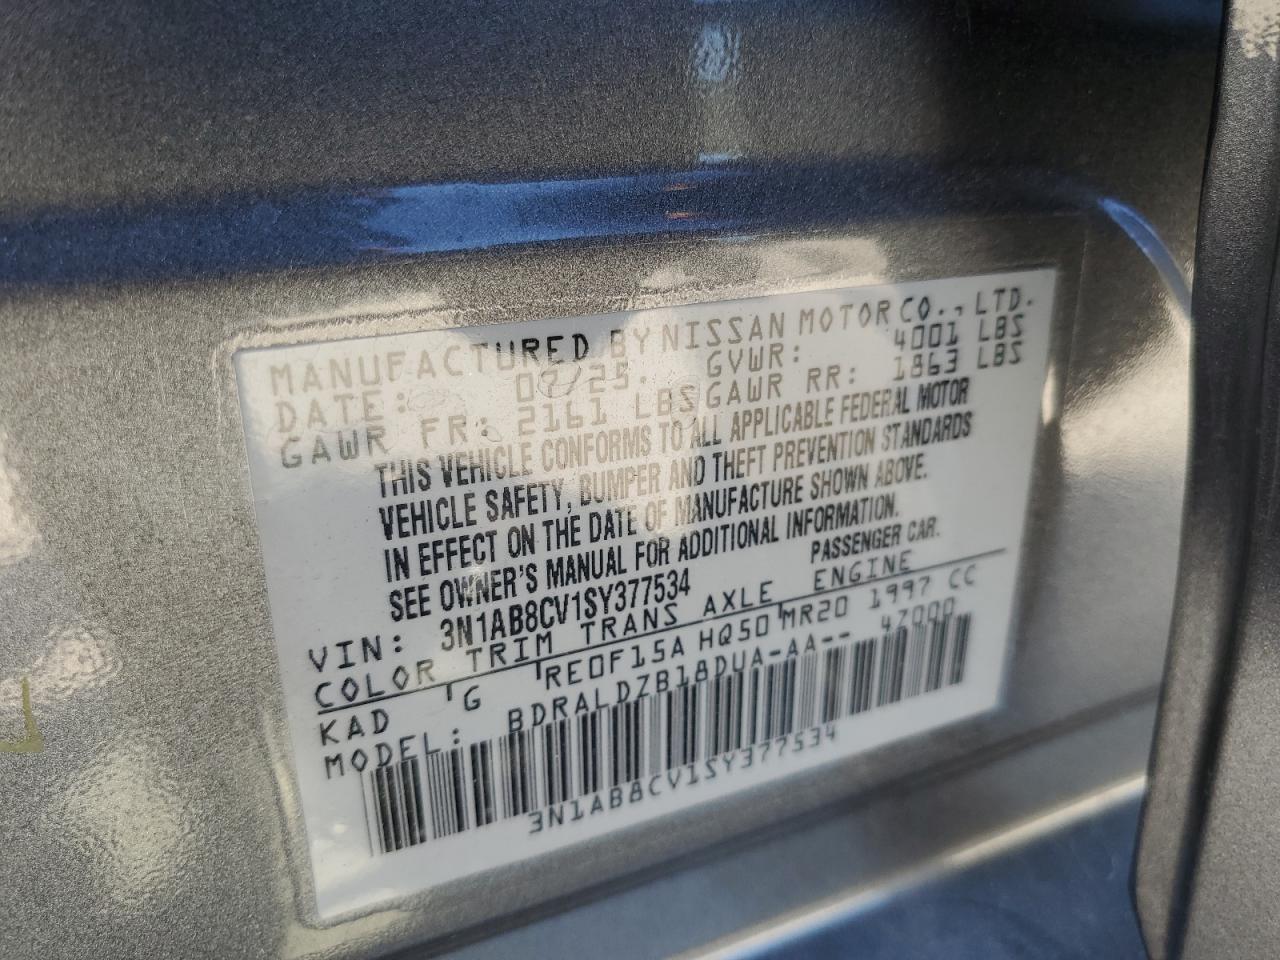 MANUFACTURED BY NISSAN MOTOR CO., LTD.
DATE: 07/25. GVWR: 4001 LBS
GAWR FR: 2161 LBS GAWR RR: 1863 LBS
THIS VEHICLE CONFORMS TO ALL APPLICABLE FEDERAL MOTOR
VEHICLE SAFETY, BUMPER AND THEFT PREVENTION STANDARDS
IN EFFECT ON THE DATE OF MANUFACTURE SHOWN ABOVE.
SEE OWNER'S MANUAL FOR ADDITIONAL INFORMATION.
VIN: 3N1AB8CV1SY377534 PASSENGER CAR.
COLOR TRIM TRANS AXLE ENGINE
KAD G RE0F15A HQ50 MR20 1997 CC
MODEL: BDRALDZB18DUA-AA-- 47000
3N1AB8CV1SY377534